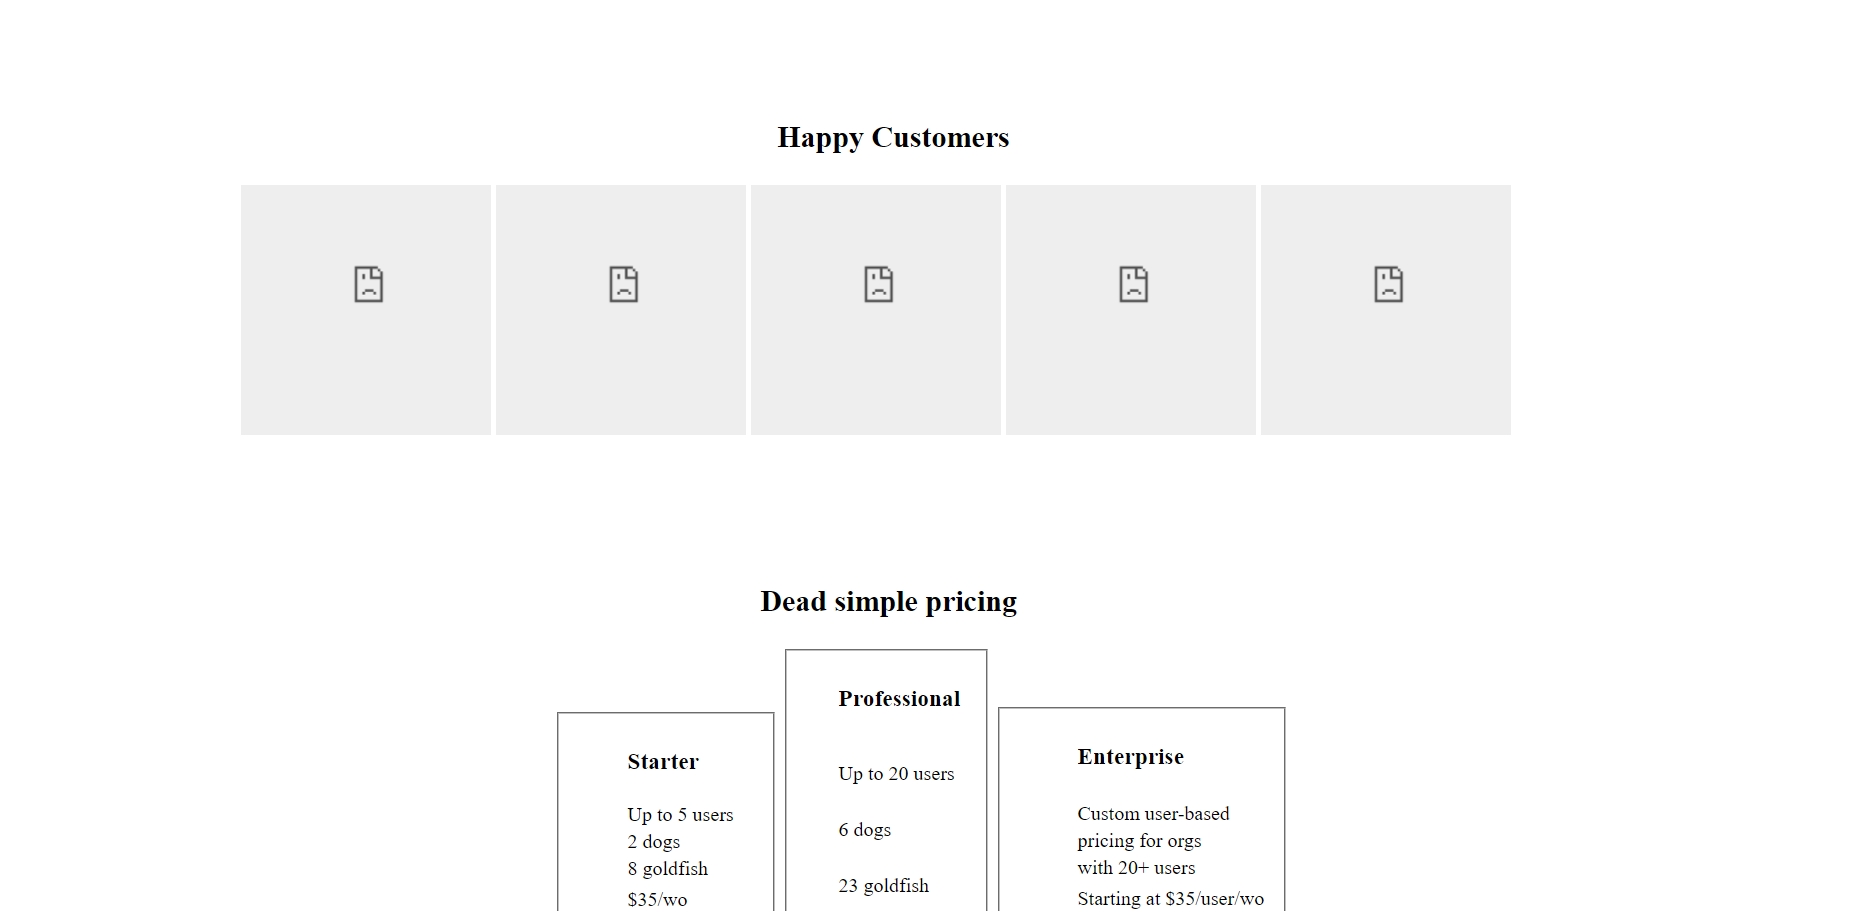 Happy Customers
Dead simple pricing
Starter
Up to 5 users
2 dogs
8 goldfish
$35/wo
Professional
Up to 20 users
6 dogs
23 goldfish
Enterprise
Custom user-based
pricing for orgs
with 20+ users
Starting at $35/user/wo